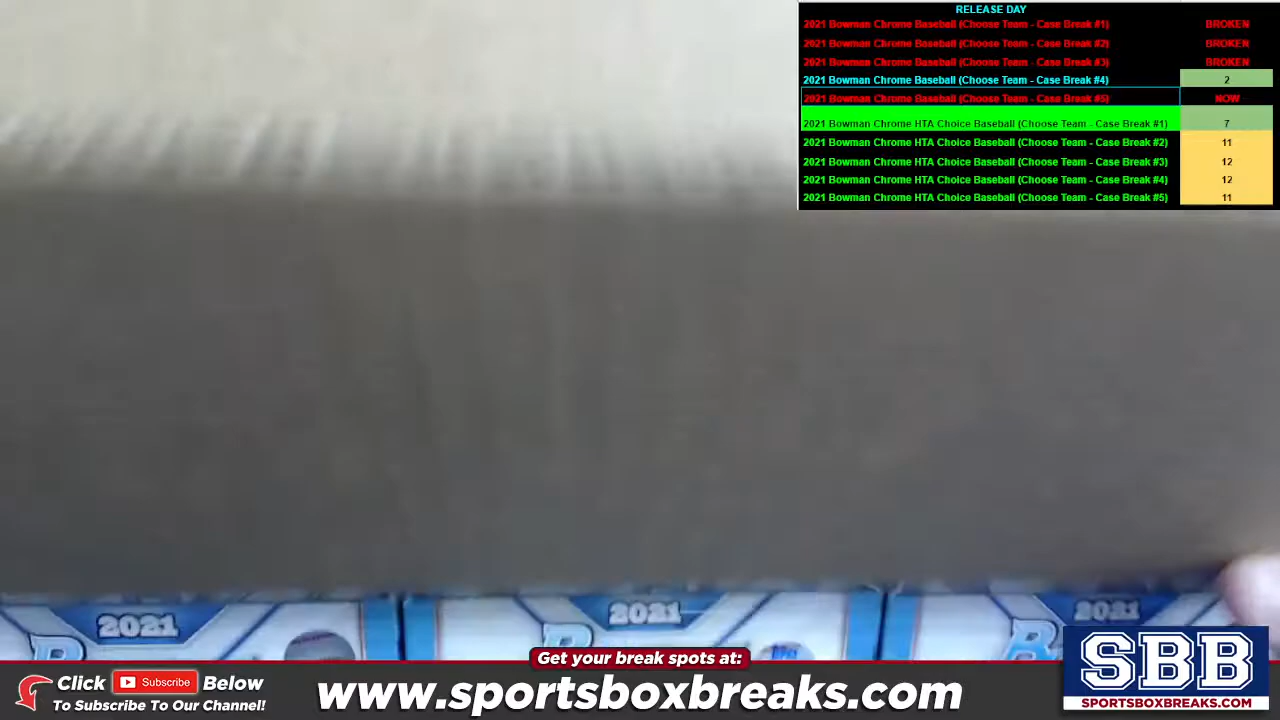 RELEASE DAY
2021 Bowman Chrome Baseball (Choose Team - Case Break #1) BROKEN
2021 Bowman Chrome Baseball (Choose Team - Case Break #2) BROKEN
2021 Bowman Chrome Baseball (Choose Team - Case Break #3) BROKEN
2021 Bowman Chrome Baseball (Choose Team - Case Break #4) 2
2021 Bowman Chrome Baseball (Choose Team - Case Break #5) NOW
2021 Bowman Chrome HTA Choice Baseball (Choose Team - Case Break #1) 7
2021 Bowman Chrome HTA Choice Baseball (Choose Team - Case Break #2) 11
2021 Bowman Chrome HTA Choice Baseball (Choose Team - Case Break #3) 12
2021 Bowman Chrome HTA Choice Baseball (Choose Team - Case Break #4) 12
2021 Bowman Chrome HTA Choice Baseball (Choose Team - Case Break #5) 11
2021 2021 2021
B B B
Get your break spots at:
Click Subscribe Below
To Subscribe To Our Channel!
www.sportsboxbreaks.com
SBB
SPORTSBOXBREAKS.COM